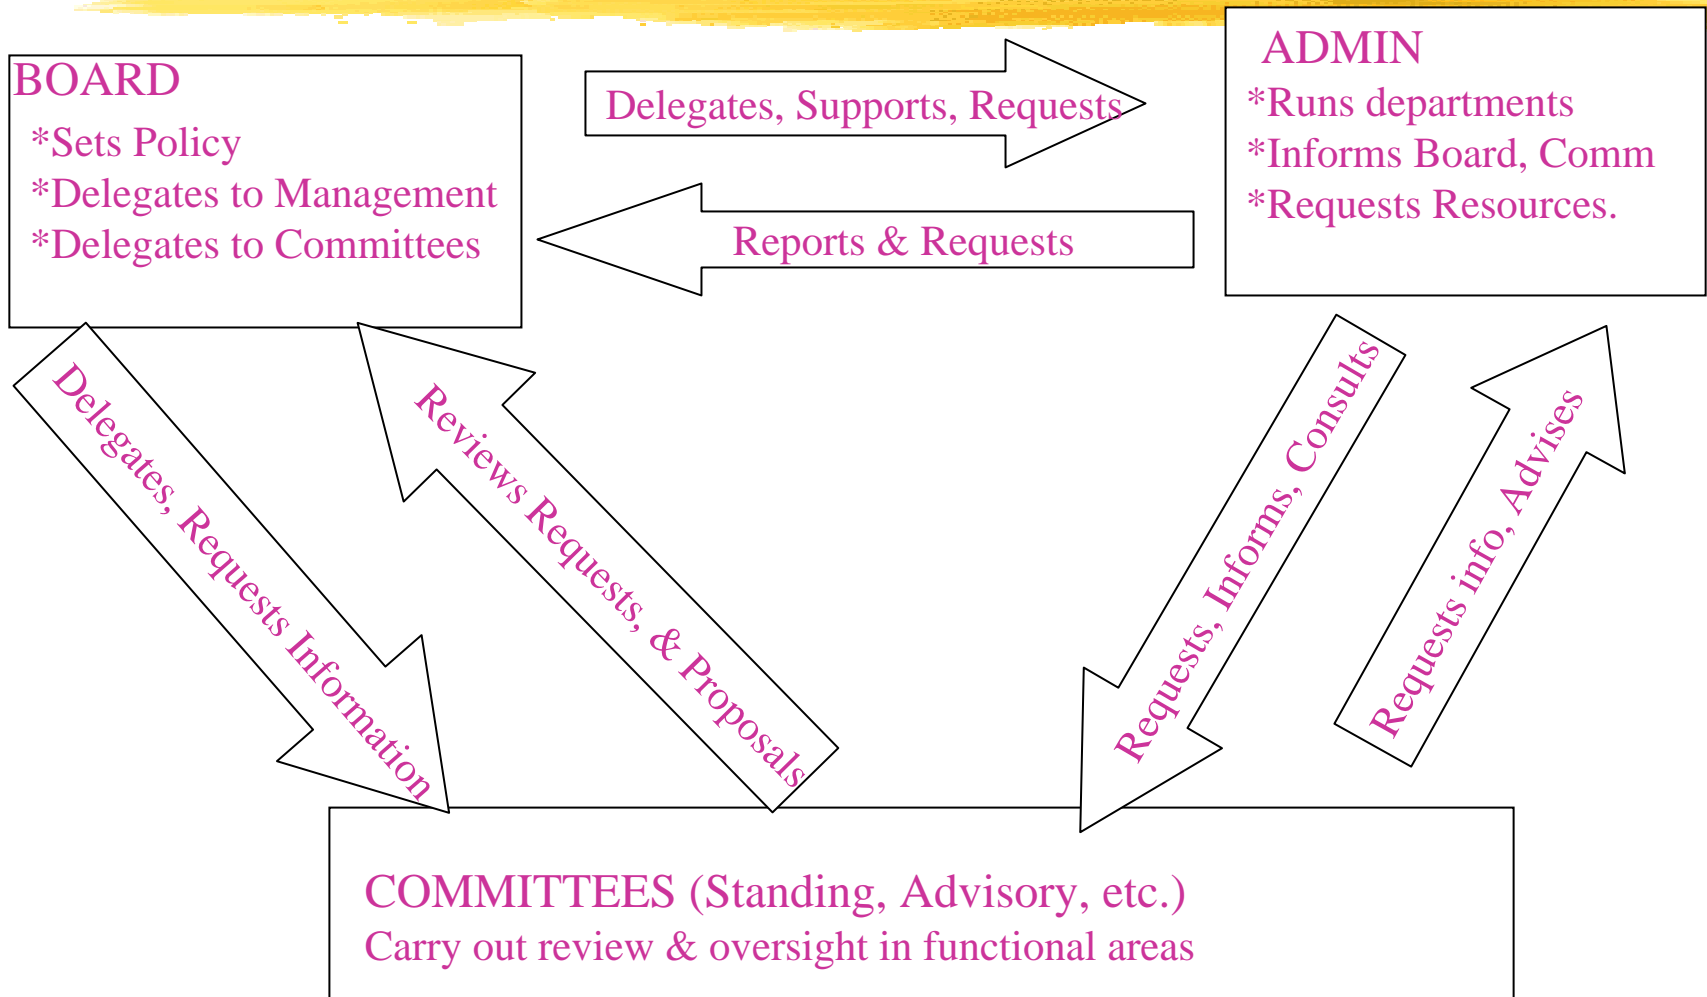 BOARD
*Sets Policy
*Delegates to Management
*Delegates to Committees
Delegates, Supports, Requests
Reports & Requests
ADMIN
*Runs departments
*Informs Board, Comm
*Requests Resources.
Delegates, Requests Information
Reviews Requests, & Proposals
Requests, Informs, Consults
Requests info, Advises
COMMITTEES (Standing, Advisory, etc.)
Carry out review & oversight in functional areas